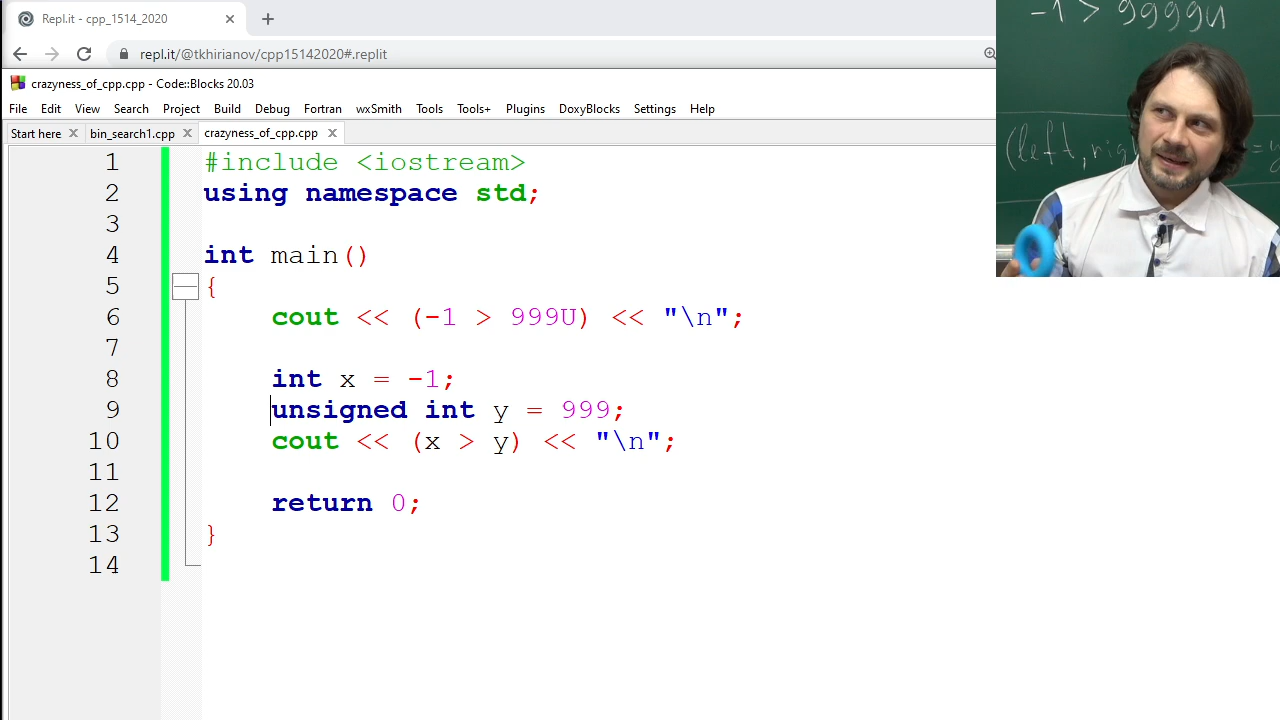 Repl.it - cpp_1514_2020
repl.it/@tkhirianov/cpp15142020#.replit
crazyness_of_cpp.cpp - Code::Blocks 20.03
File Edit View Search Project Build Debug Fortran wxSmith Tools Tools+ Plugins DoxyBlocks Settings Help
Start here bin_search1.cpp crazyness_of_cpp.cpp
1 #include <iostream>
2 using namespace std;
3
4 int main()
5 {
6 cout << (-1 > 999U) << "\n";
7
8 int x = -1;
9 unsigned int y = 999;
10 cout << (x > y) << "\n";
11
12 return 0;
13 }
14
-1 > 9999u
(left,